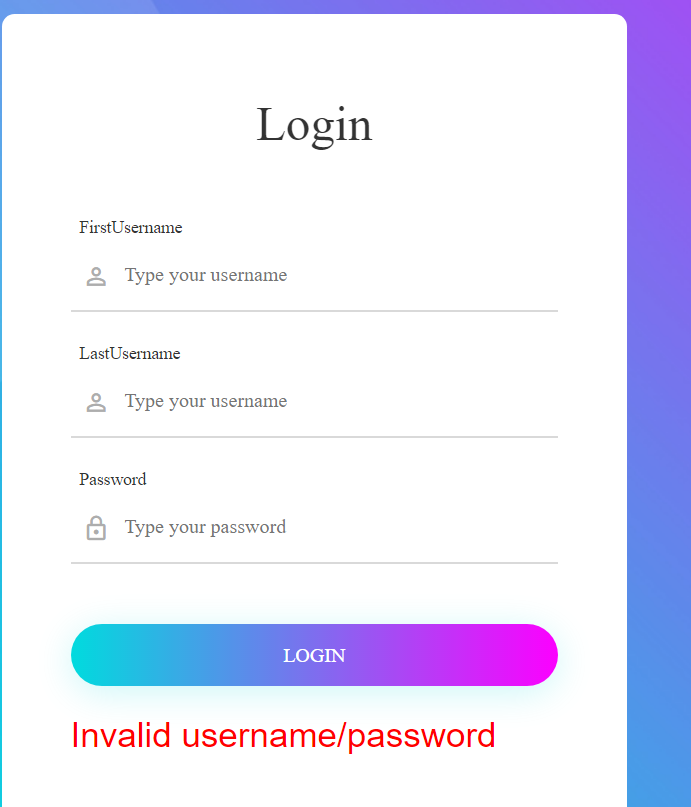 Login
FirstUsername
Type your username
LastUsername
Type your username
Password
Type your password
LOGIN
Invalid username/password